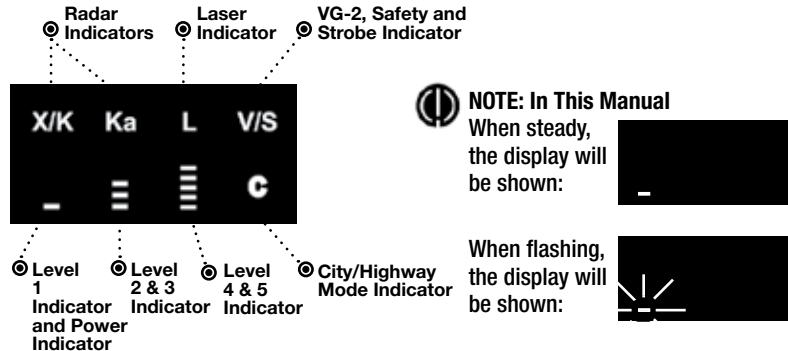 Radar
Indicators
Laser
Indicator
VG-2, Safety and
Strobe Indicator
X/K Ka L V/S
C
Level
1
Indicator
and Power
Indicator
Level
2 & 3
Indicator
Level
4 & 5
Indicator
City/Highway
Mode Indicator
NOTE: In This Manual
When steady,
the display will
be shown:
When flashing,
the display will
be shown: